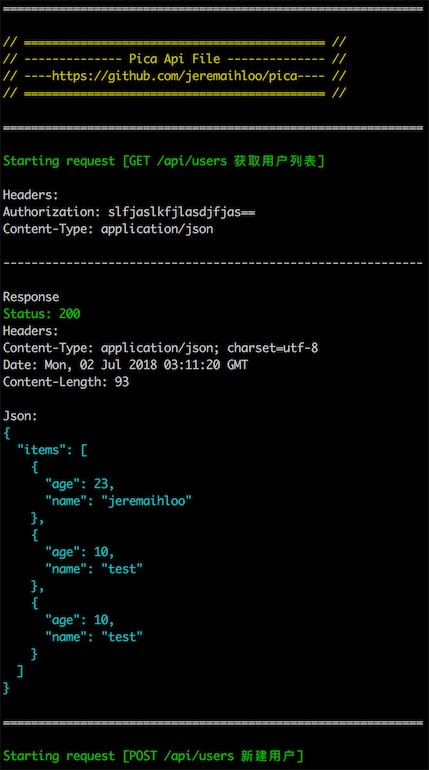 // =========================================== //
// -------------- Pica Api File -------------- //
// ----https://github.com/jeremaihloo/pica---- //
// =========================================== //
Starting request [GET /api/users 获取用户列表]
Headers:
Authorization: slfjaslkfjlasdjfjas==
Content-Type: application/json
------------------------------------------------------------
Response
Status: 200
Headers:
Content-Type: application/json; charset=utf-8
Date: Mon, 02 Jul 2018 03:11:20 GMT
Content-Length: 93
Json:
{
  "items": [
    {
      "age": 23,
      "name": "jeremaihloo"
    },
    {
      "age": 10,
      "name": "test"
    },
    {
      "age": 10,
      "name": "test"
    }
  ]
}
Starting request [POST /api/users 新建用户]